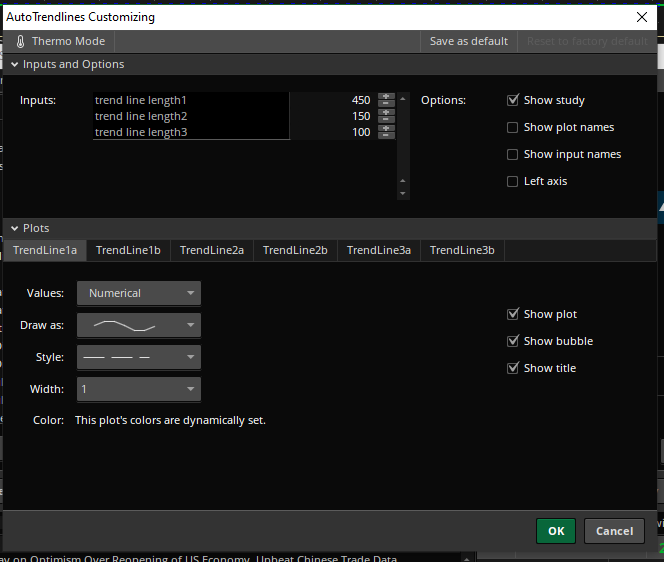 AutoTrendlines Customizing
Thermo Mode Save as default Reset to factory default
Inputs and Options
Inputs: trend line length1 450 Options: Show study
trend line length2 150 Show plot names
trend line length3 100 Show input names
Left axis
Plots
TrendLine1a TrendLine1b TrendLine2a TrendLine2b TrendLine3a TrendLine3b
Values: Numerical
Show plot
Draw as:
Show bubble
Style:
Show title
Width: 1
Color: This plot's colors are dynamically set.
OK Cancel
ay on Optimism Over Reopening of US Economy, Upbeat Chinese Trade Data